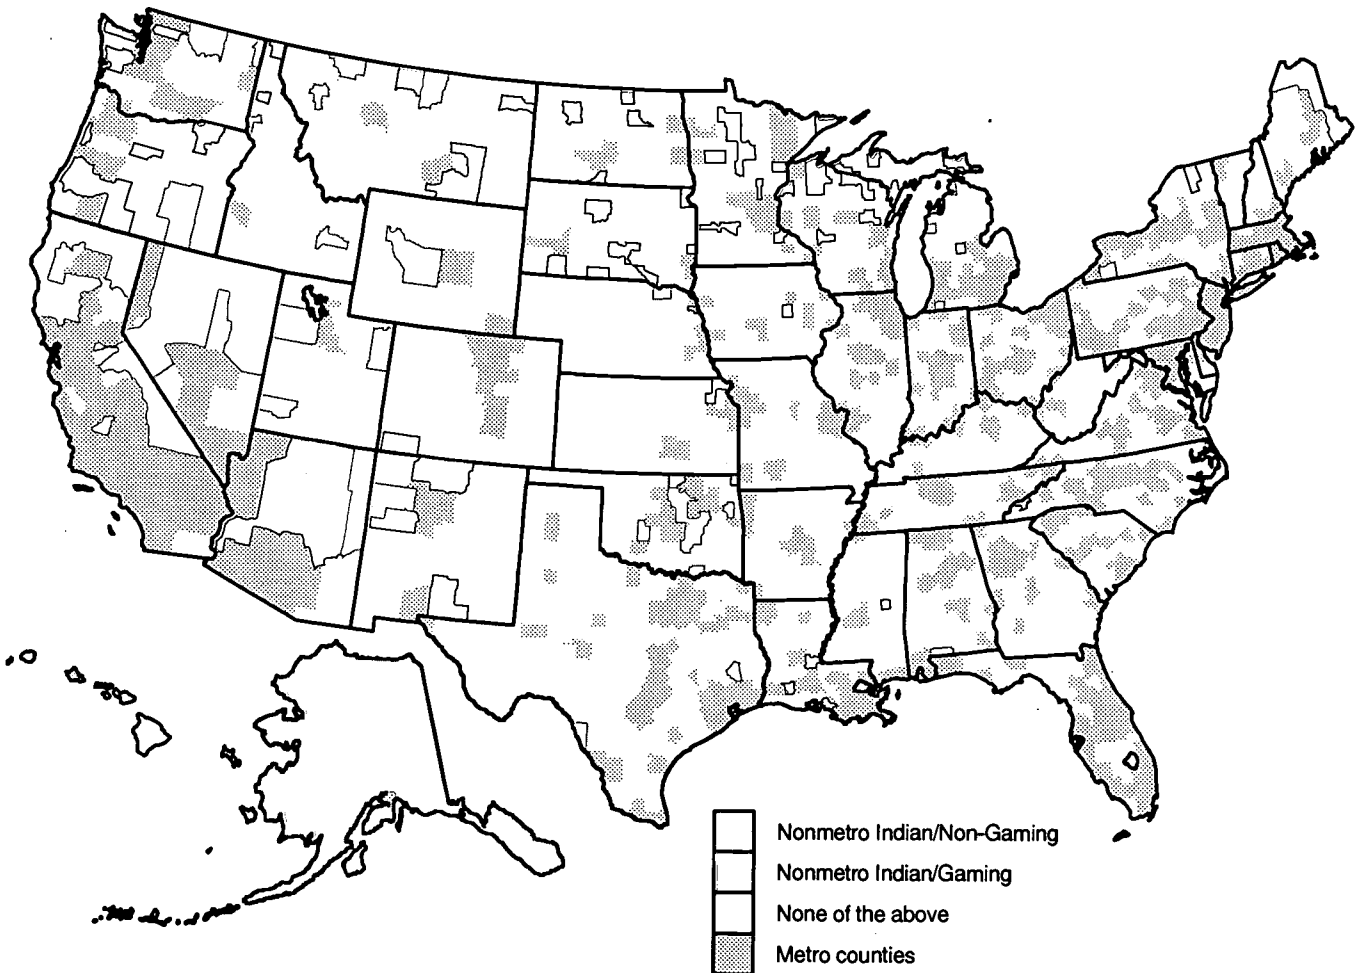 Nonmetro Indian/Non-Gaming
Nonmetro Indian/Gaming
None of the above
Metro counties